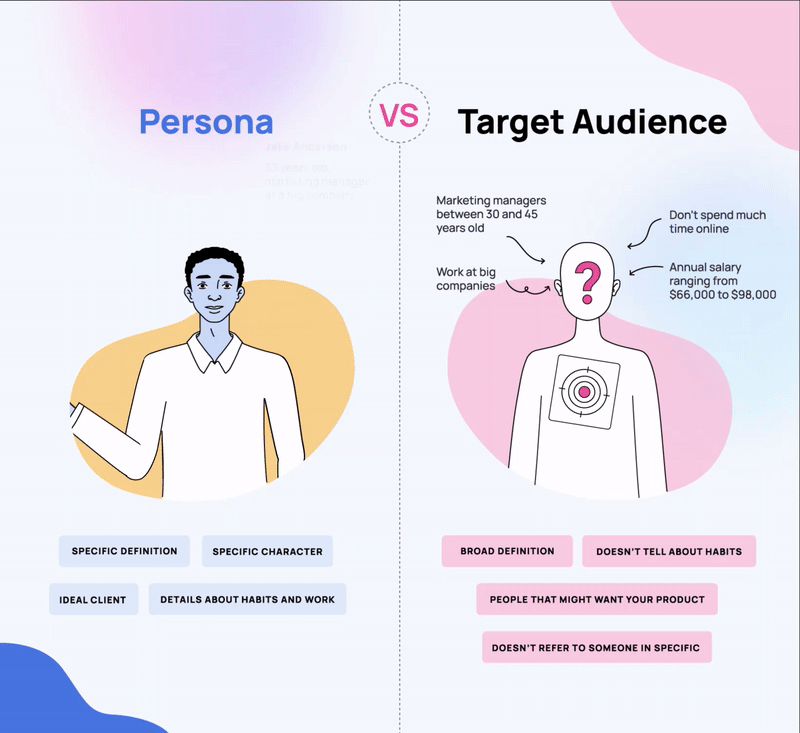 Persona
VS
Target Audience
Jake Anderson
Marketing managers
between 30 and 45
years old
Don't spend much
time online
Work at big
companies
Annual salary
ranging from
$66,000 to $98,000
?
SPECIFIC DEFINITION
SPECIFIC CHARACTER
IDEAL CLIENT
DETAILS ABOUT HABITS AND WORK
BROAD DEFINITION
DOESN'T TELL ABOUT HABITS
PEOPLE THAT MIGHT WANT YOUR PRODUCT
DOESN'T REFER TO SOMEONE IN SPECIFIC